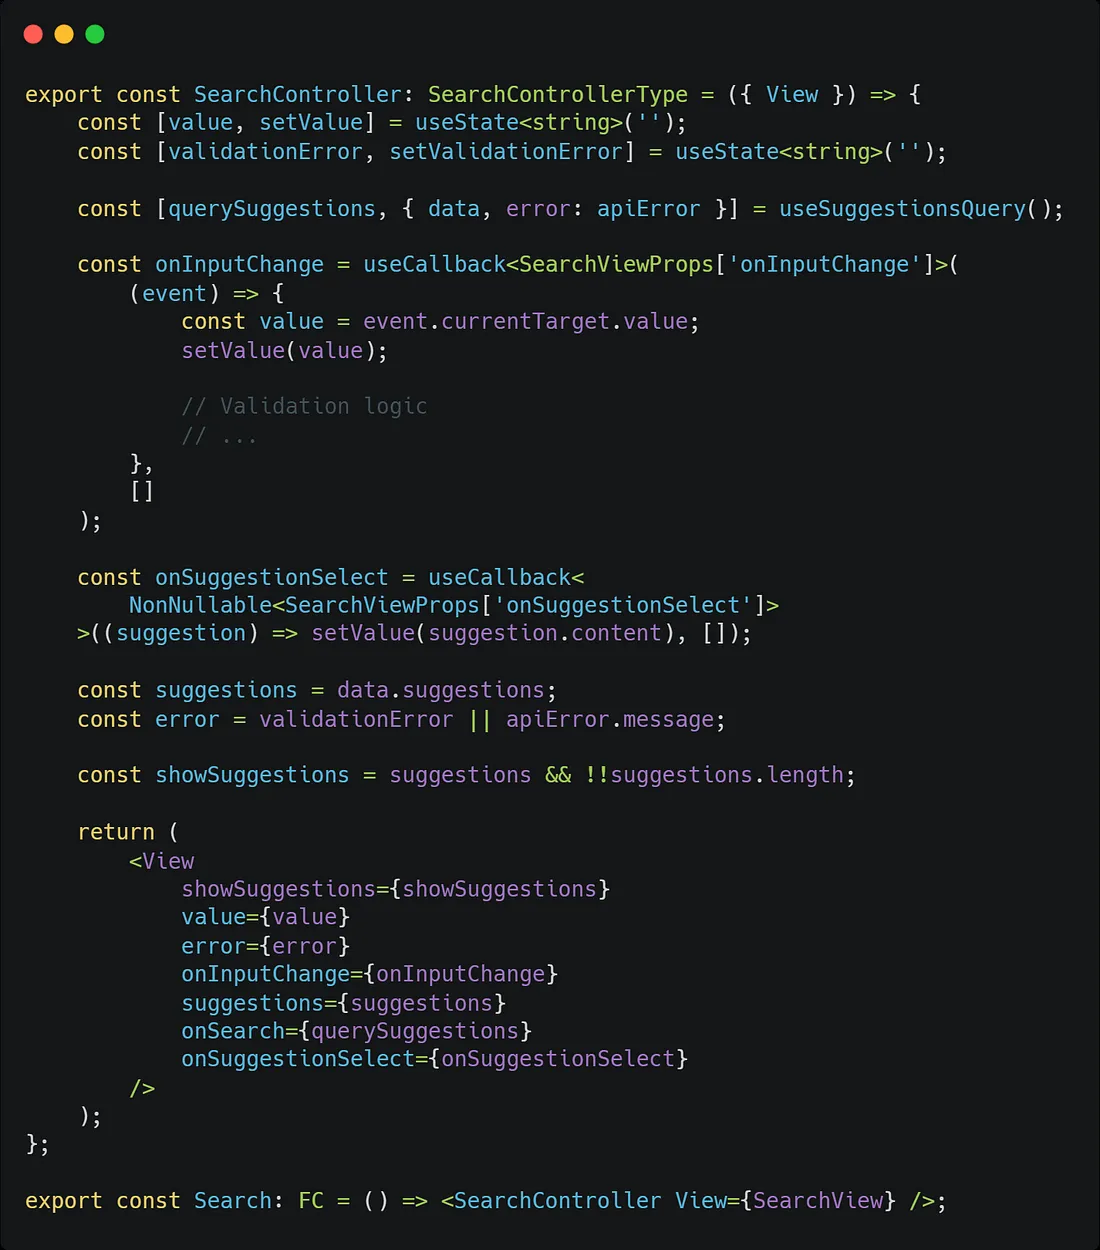 export const SearchController: SearchControllerType = ({ View }) => {
    const [value, setValue] = useState<string>('');
    const [validationError, setValidationError] = useState<string>('');

    const [querySuggestions, { data, error: apiError }] = useSuggestionsQuery();

    const onInputChange = useCallback<SearchViewProps['onInputChange']>(
        (event) => {
            const value = event.currentTarget.value;
            setValue(value);

            // Validation logic
            // ...
        },
        []
    );

    const onSuggestionSelect = useCallback<
        NonNullable<SearchViewProps['onSuggestionSelect']>
    >((suggestion) => setValue(suggestion.content), []);

    const suggestions = data.suggestions;
    const error = validationError || apiError.message;

    const showSuggestions = suggestions && !!suggestions.length;

    return (
        <View
            showSuggestions={showSuggestions}
            value={value}
            error={error}
            onInputChange={onInputChange}
            suggestions={suggestions}
            onSearch={querySuggestions}
            onSuggestionSelect={onSuggestionSelect}
        />
    );
};

export const Search: FC = () => <SearchController View={SearchView} />;